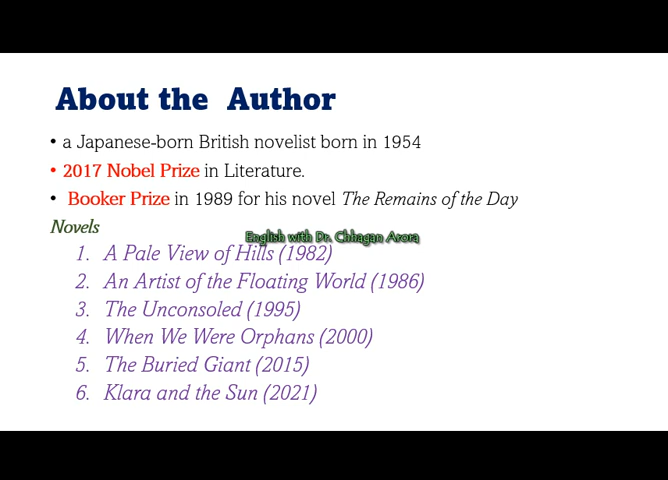 About the Author
• a Japanese-born British novelist born in 1954
• 2017 Nobel Prize in Literature.
• Booker Prize in 1989 for his novel The Remains of the Day
Novels
English with Dr. Chhagan Arora
1. A Pale View of Hills (1982)
2. An Artist of the Floating World (1986)
3. The Unconsoled (1995)
4. When We Were Orphans (2000)
5. The Buried Giant (2015)
6. Klara and the Sun (2021)